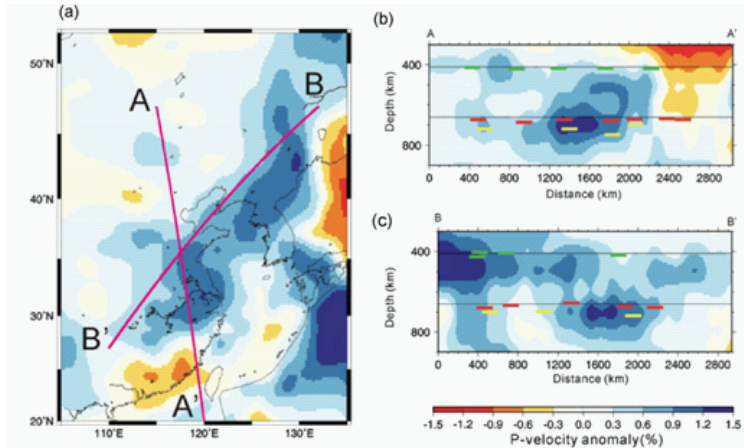 (a)
50˚N
40˚N
30˚N
20˚N
110˚E
120˚E
130˚E
A
B
B'
A'
(b)
A
A'
Depth (km)
400
600
800
0
400
800
1200
1600
2000
2400
2800
Distance (km)
(c)
B
B'
Depth (km)
400
600
800
0
400
800
1200
1600
2000
2400
2800
Distance (km)
-1.5
-1.2
-0.9
-0.6
-0.3
0.0
0.3
0.6
0.9
1.2
1.5
P-velocity anomaly(%)